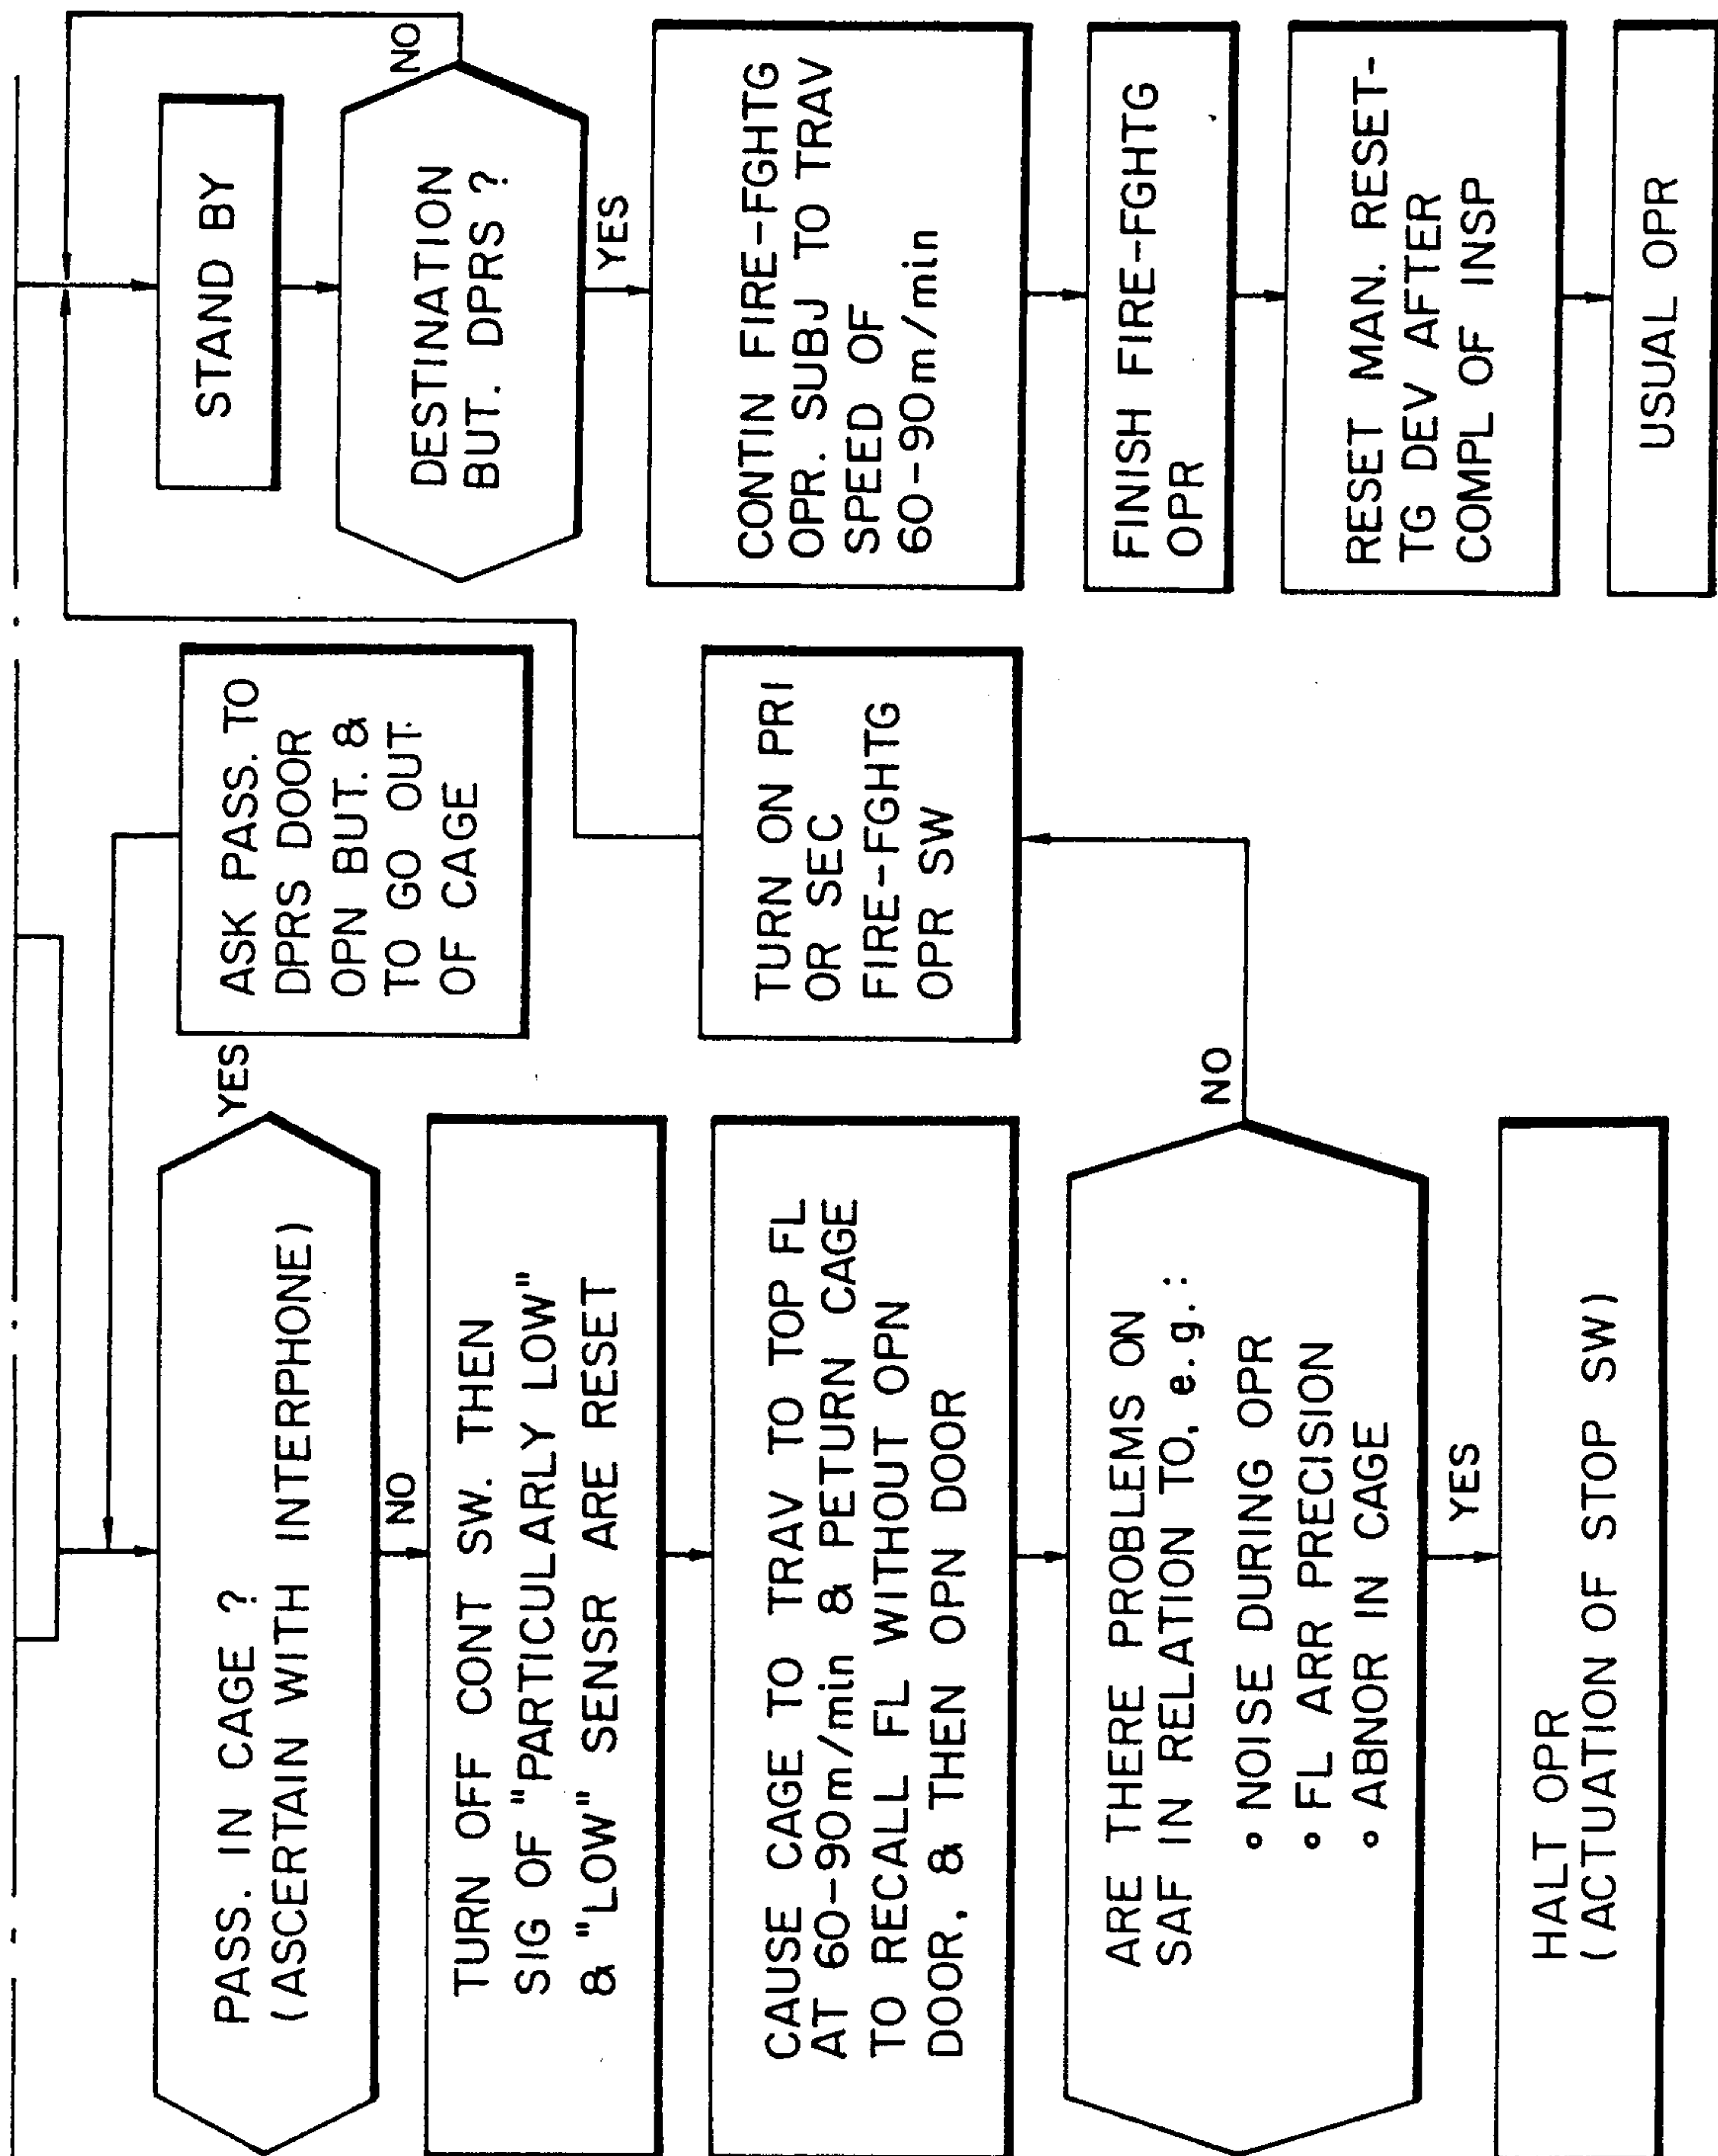 PASS. IN CAGE ?
(ASCERTAIN WITH INTERPHONE)
YES
ASK PASS. TO
DPRS DOOR
OPN BUT. &
TO GO OUT
OF CAGE
NO
TURN OFF CONT SW. THEN
SIG OF "PARTICULARLY LOW"
& "LOW" SENSR ARE RESET
CAUSE CAGE TO TRAV TO TOP FL
AT 60-90m/min & PETURN CAGE
TO RECALL FL WITHOUT OPN
DOOR, & THEN OPN DOOR
ARE THERE PROBLEMS ON
SAF IN RELATION TO, e.g.:
• NOISE DURING OPR
• FL ARR PRECISION
• ABNOR IN CAGE
NO
TURN ON PRI
OR SEC
FIRE-FGHTG
OPR SW
YES
HALT OPR
(ACTUATION OF STOP SW)
STAND BY
DESTINATION
BUT. DPRS ?
NO
YES
CONTIN FIRE-FGHTG
OPR. SUBJ TO TRAV
SPEED OF
60-90m/min
FINISH FIRE-FGHTG
OPR
RESET MAN. RESET-
TG DEV AFTER
COMPL OF INSP
USUAL OPR